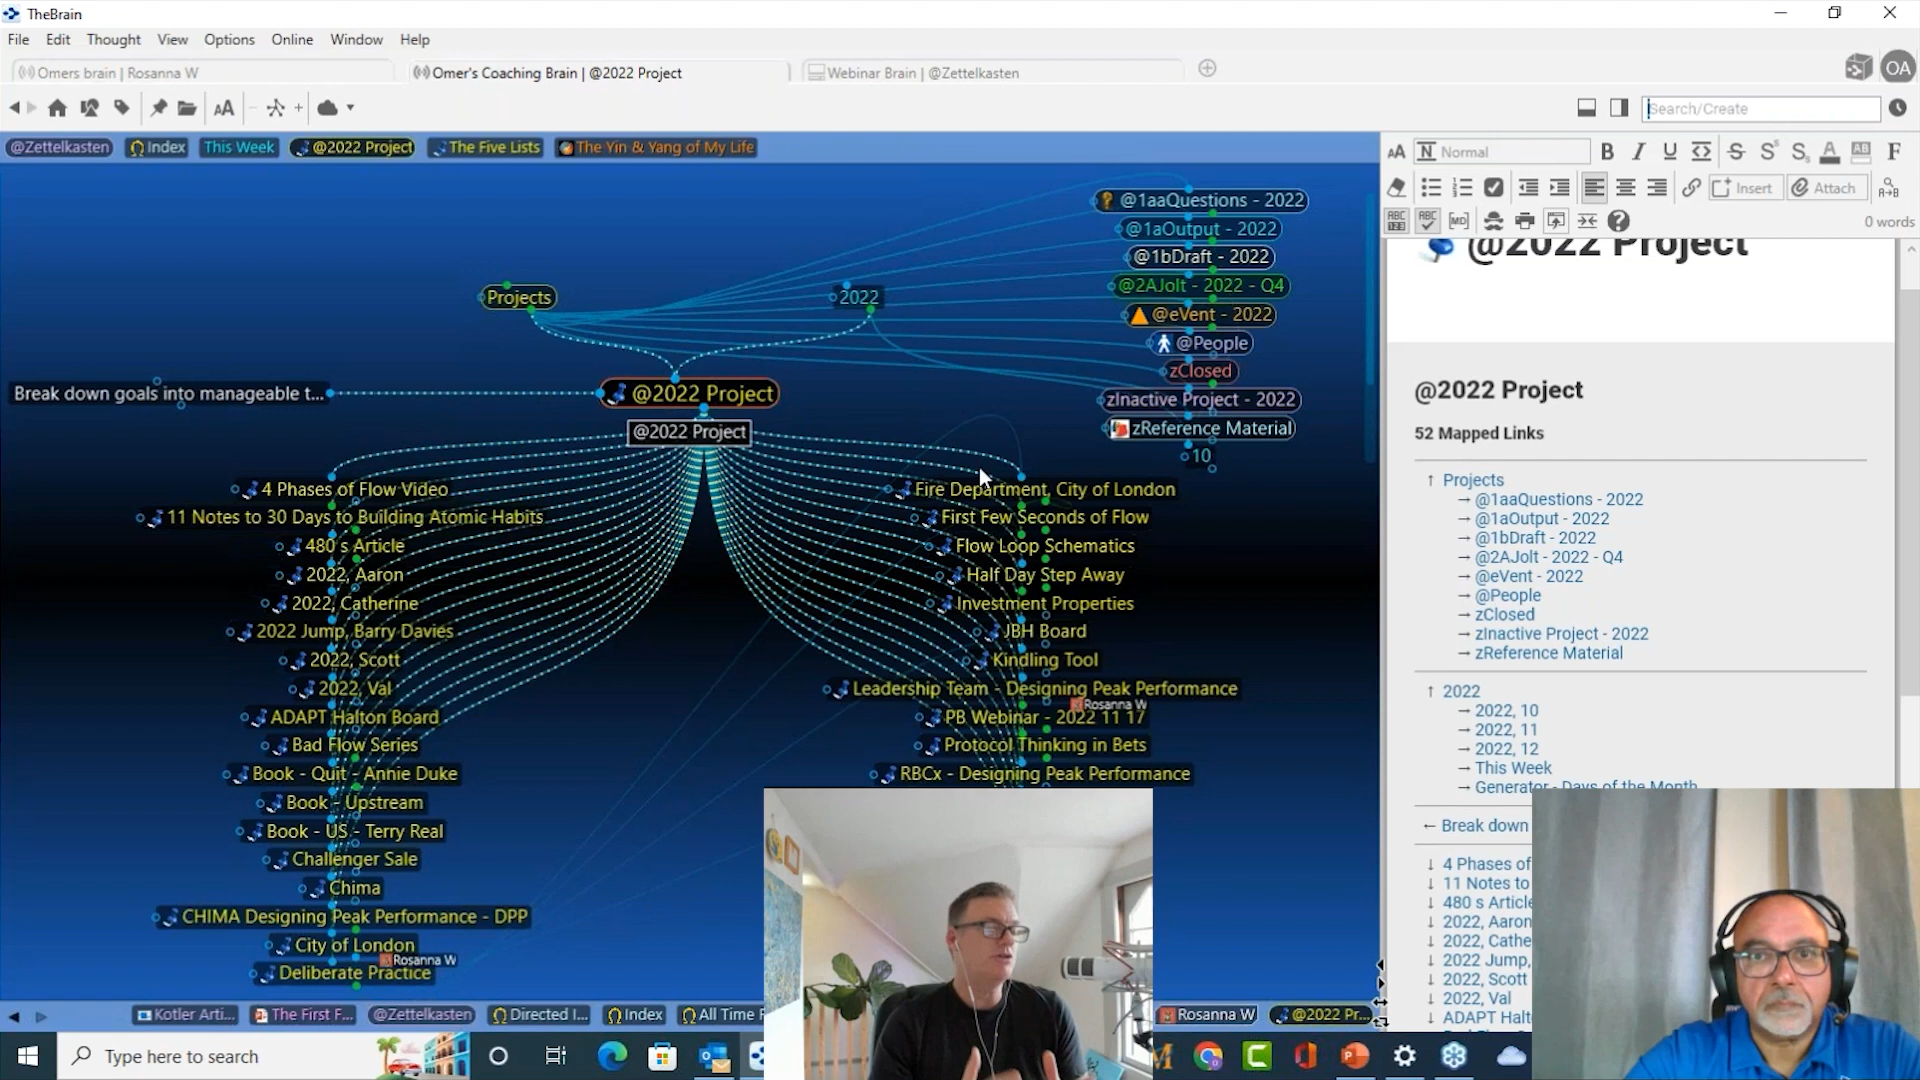 TheBrain
File Edit Thought View Options Online Window Help
Omers brain | Rosanna W
Omer's Coaching Brain | @2022 Project
Webinar Brain | @Zettelkasten
OA
Search/Create
@Zettelkasten
Index
This Week
@2022 Project
The Five Lists
The Yin & Yang of My Life
Normal
Insert
Attach
0 words
@1aaQuestions - 2022
@1aOutput - 2022
@1bDraft - 2022
@2AJolt - 2022 - Q4
@eVent - 2022
@People
zClosed
zInactive Project - 2022
zReference Material
10
Projects
2022
Break down goals into manageable t...
@2022 Project
@2022 Project
4 Phases of Flow Video
11 Notes to 30 Days to Building Atomic Habits
480 s Article
2022, Aaron
2022, Catherine
2022 Jump, Barry Davies
2022, Scott
2022, Val
ADAPT Halton Board
Bad Flow Series
Book - Quit - Annie Duke
Book - Upstream
Book - US - Terry Real
Challenger Sale
Chima
CHIMA Designing Peak Performance - DPP
City of London
Rosanna W
Deliberate Practice
Fire Department, City of London
First Few Seconds of Flow
Flow Loop Schematics
Half Day Step Away
Investment Properties
JBH Board
Kindling Tool
Leadership Team - Designing Peak Performance
Rosanna W
PB Webinar - 2022 11 17
Protocol Thinking in Bets
RBCx - Designing Peak Performance
@2022 Project
@2022 Project
52 Mapped Links
↑ Projects
→ @1aaQuestions - 2022
→ @1aOutput - 2022
→ @1bDraft - 2022
→ @2AJolt - 2022 - Q4
→ @eVent - 2022
→ @People
→ zClosed
→ zInactive Project - 2022
→ zReference Material
↑ 2022
→ 2022, 10
→ 2022, 11
→ 2022, 12
→ This Week
→ Generator - Days of the Month
← Break down
↓ 4 Phases of
↓ 11 Notes to
↓ 480 s Article
↓ 2022, Aaron
↓ 2022, Cathe
↓ 2022 Jump,
↓ 2022, Scott
↓ 2022, Val
↓ ADAPT Halt
Kotler Arti...
The First F...
@Zettelkasten
Directed I...
Index
All Time F
Rosanna W
@2022 Pr...
Type here to search